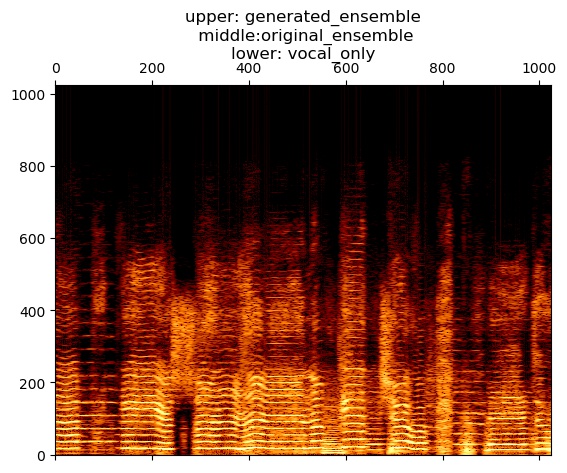 upper: generated_ensemble
middle:original_ensemble
lower: vocal_only
0 200 400 600 800 1000
1000
800
600
400
200
0